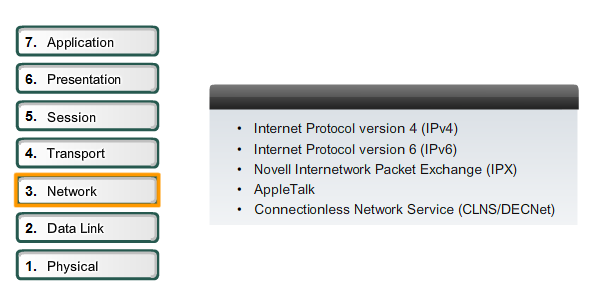 7. Application
6. Presentation
5. Session
4. Transport
3. Network
2. Data Link
1. Physical
• Internet Protocol version 4 (IPv4)
• Internet Protocol version 6 (IPv6)
• Novell Internetwork Packet Exchange (IPX)
• AppleTalk
• Connectionless Network Service (CLNS/DECNet)